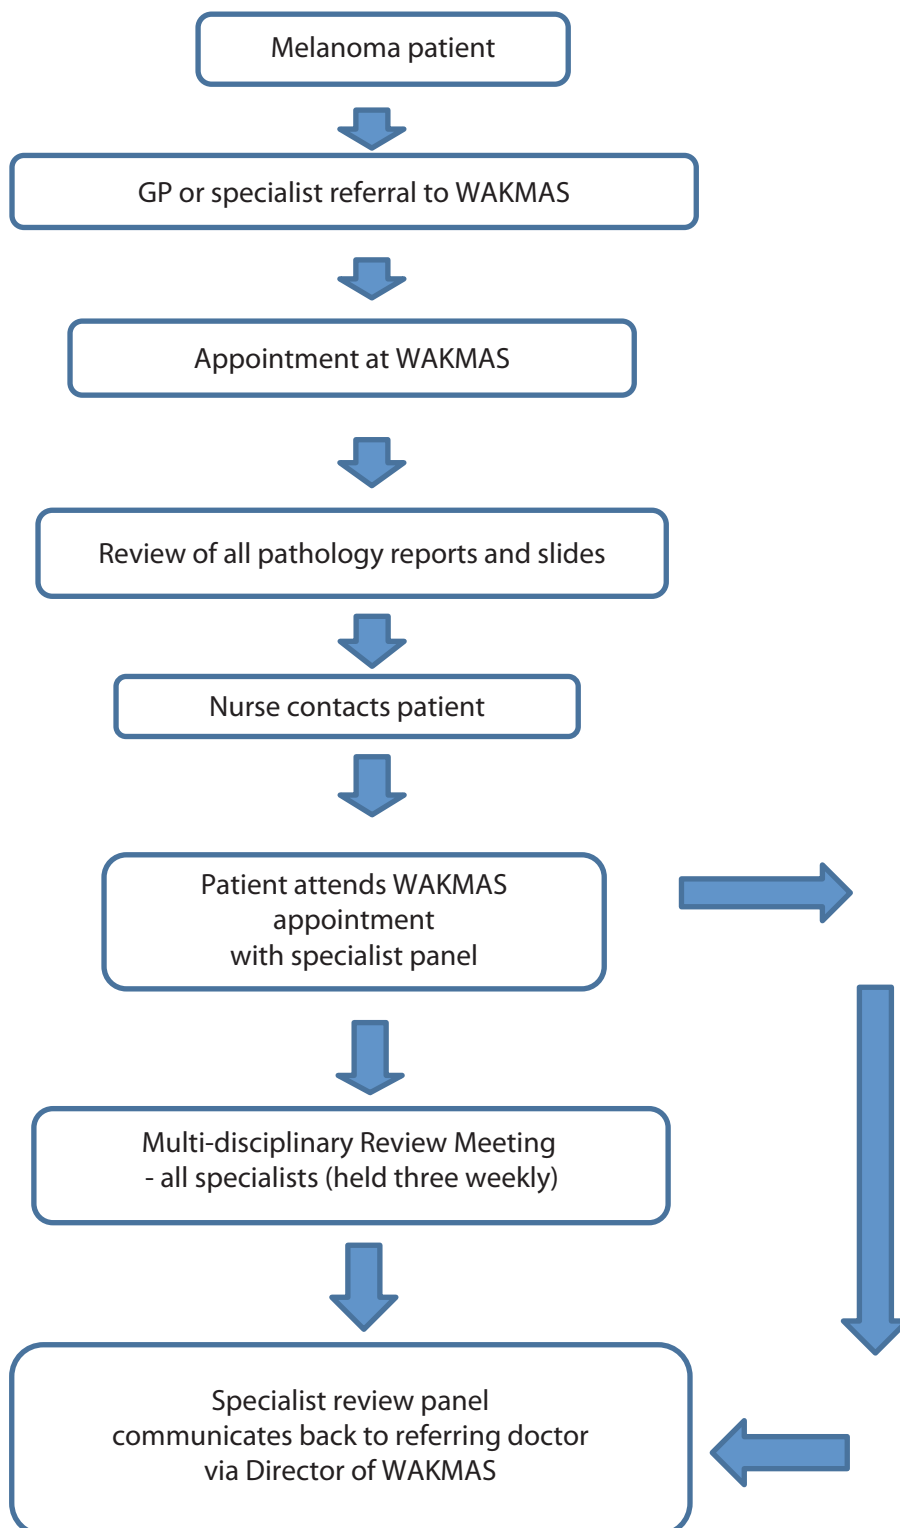 Melanoma patient
GP or specialist referral to WAKMAS
Appointment at WAKMAS
Review of all pathology reports and slides
Nurse contacts patient
Patient attends WAKMAS
appointment
with specialist panel
Multi-disciplinary Review Meeting
- all specialists (held three weekly)
Specialist review panel
communicates back to referring doctor
via Director of WAKMAS